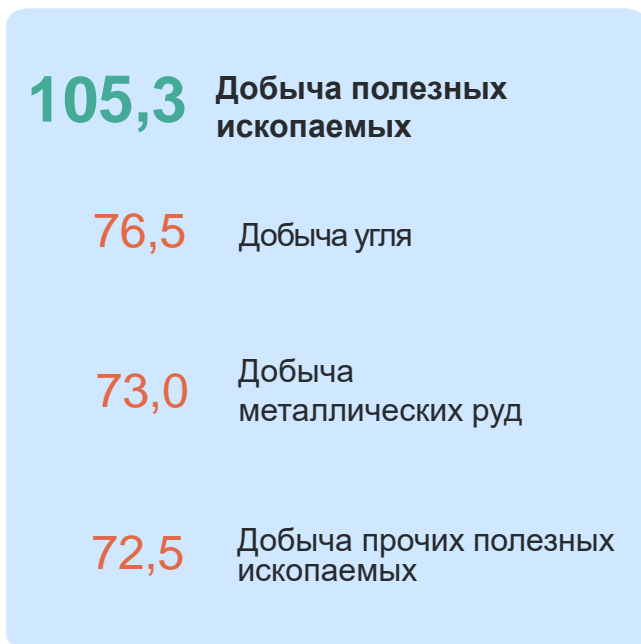 105,3 Добыча полезных
ископаемых
76,5 Добыча угля
73,0 Добыча
металлических руд
72,5 Добыча прочих полезных
ископаемых